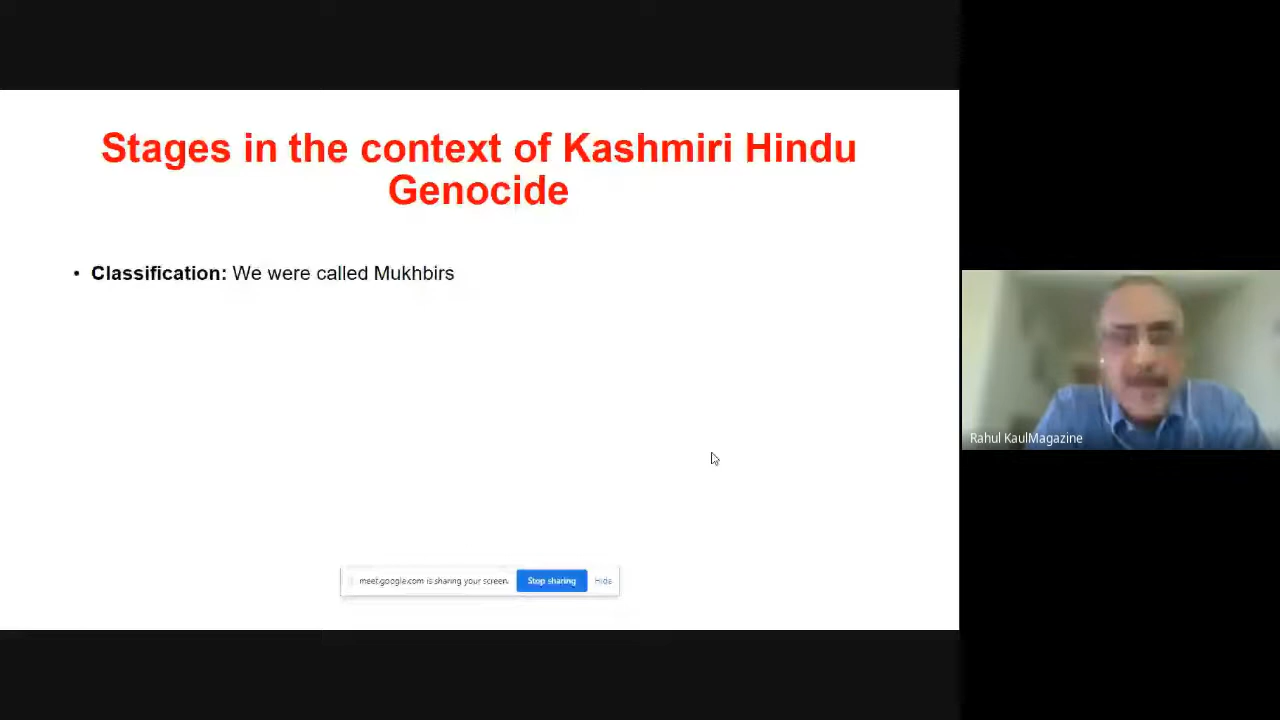 Stages in the context of Kashmiri Hindu
Genocide
• Classification: We were called Mukhbirs
meet.google.com is sharing your screen.
Stop sharing
Hide
Rahul KaulMagazine